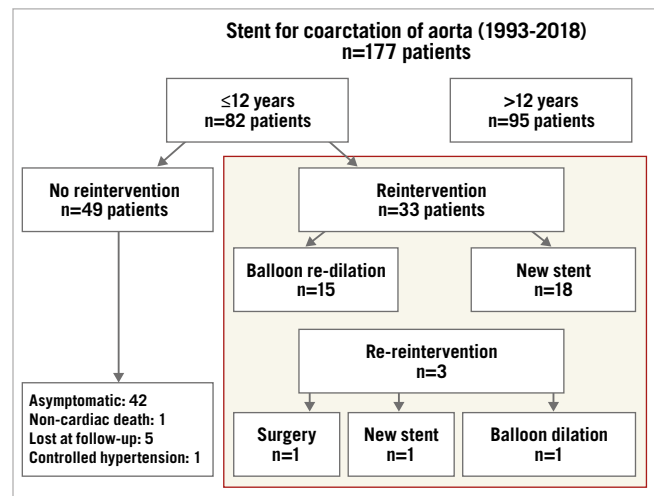 Stent for coarctation of aorta (1993-2018)
n=177 patients
≤12 years
n=82 patients
>12 years
n=95 patients
No reintervention
n=49 patients
Reintervention
n=33 patients
Balloon re-dilation
n=15
New stent
n=18
Re-reintervention
n=3
Asymptomatic: 42
Non-cardiac death: 1
Lost at follow-up: 5
Controlled hypertension: 1
Surgery
n=1
New stent
n=1
Balloon dilation
n=1